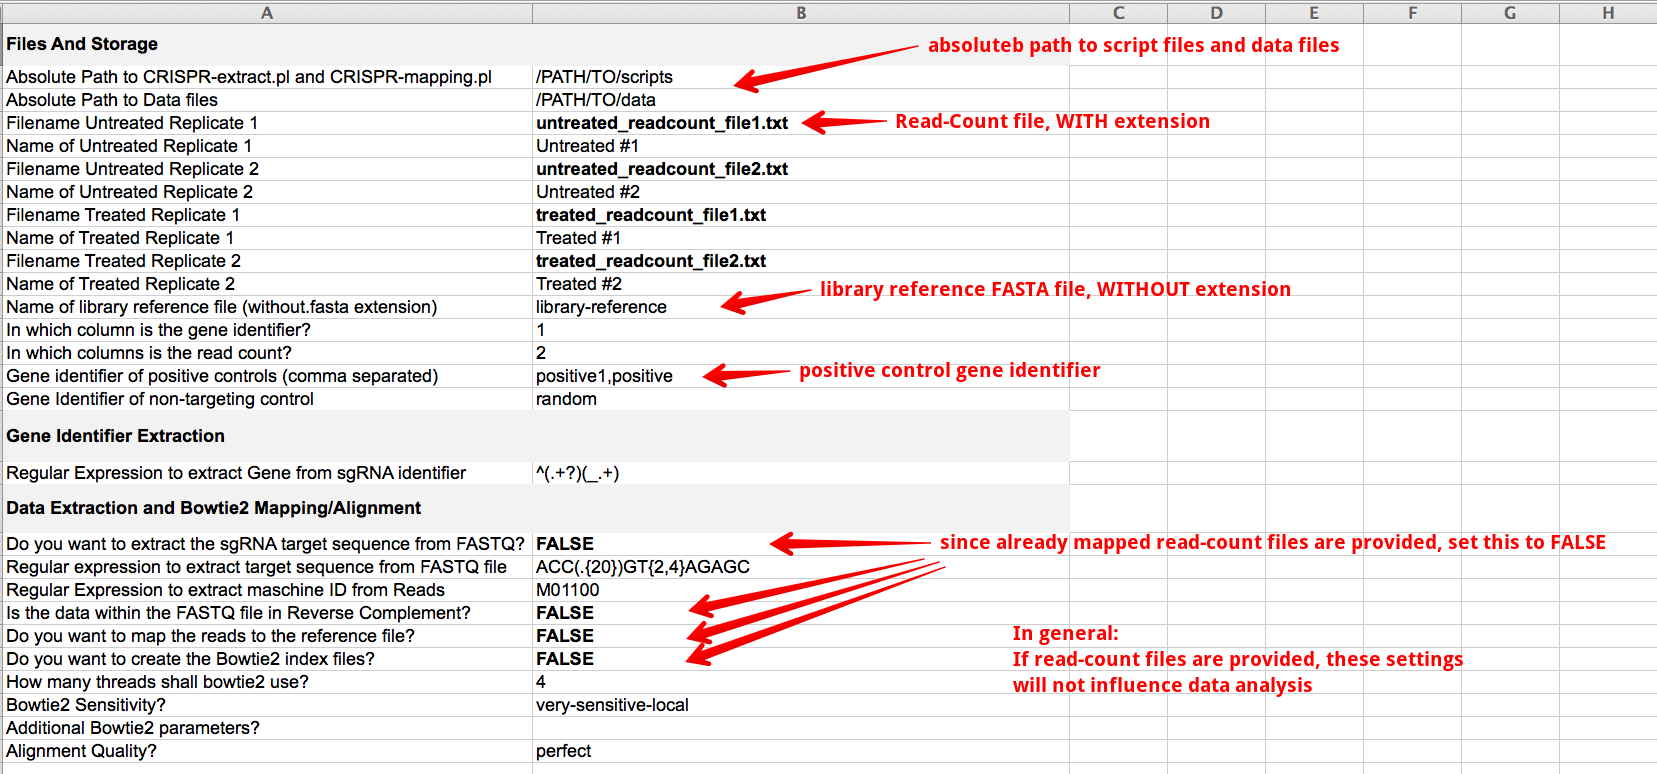 A B C D E F G H
Files And Storage
absoluteb path to script files and data files
Absolute Path to CRISPR-extract.pl and CRISPR-mapping.pl /PATH/TO/scripts
Absolute Path to Data files /PATH/TO/data
Filename Untreated Replicate 1 untreated_readcount_file1.txt Read-Count file, WITH extension
Name of Untreated Replicate 1 Untreated #1
Filename Untreated Replicate 2 untreated_readcount_file2.txt
Name of Untreated Replicate 2 Untreated #2
Filename Treated Replicate 1 treated_readcount_file1.txt
Name of Treated Replicate 1 Treated #1
Filename Treated Replicate 2 treated_readcount_file2.txt
Name of Treated Replicate 2 Treated #2
library reference FASTA file, WITHOUT extension
Name of library reference file (without.fasta extension) library-reference
In which column is the gene identifier? 1
In which columns is the read count? 2
Gene identifier of positive controls (comma separated) positive1,positive positive control gene identifier
Gene Identifier of non-targeting control random
Gene Identifier Extraction
Regular Expression to extract Gene from sgRNA identifier ^(.+?)(_.+)
Data Extraction and Bowtie2 Mapping/Alignment
Do you want to extract the sgRNA target sequence from FASTQ? FALSE since already mapped read-count files are provided, set this to FALSE
Regular expression to extract target sequence from FASTQ file ACC(.{20})GT{2,4}AGAGC
Regular Expression to extract maschine ID from Reads M01100
Is the data within the FASTQ file in Reverse Complement? FALSE
Do you want to map the reads to the reference file? FALSE In general:
Do you want to create the Bowtie2 index files? FALSE If read-count files are provided, these settings
How many threads shall bowtie2 use? 4 will not influence data analysis
Bowtie2 Sensitivity? very-sensitive-local
Additional Bowtie2 parameters?
Alignment Quality? perfect